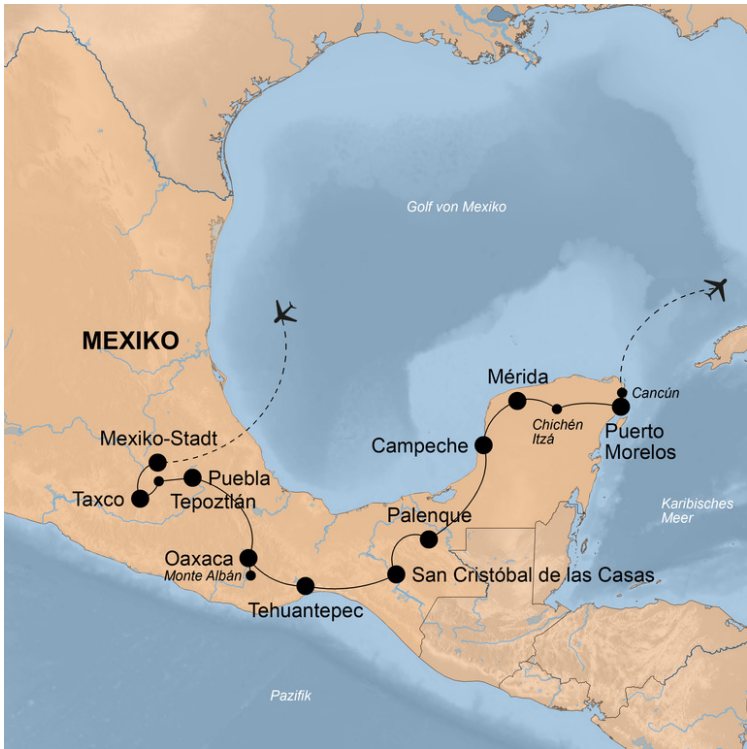 Golf von Mexiko
MEXIKO
Mérida
Cancún
Chichén
Itzá
Puerto
Morelos
Mexiko-Stadt
Campeche
Puebla
Taxco
Tepoztlán
Karibisches
Meer
Palenque
Oaxaca
Monte Albán
San Cristóbal de las Casas
Tehuantepec
Pazifik